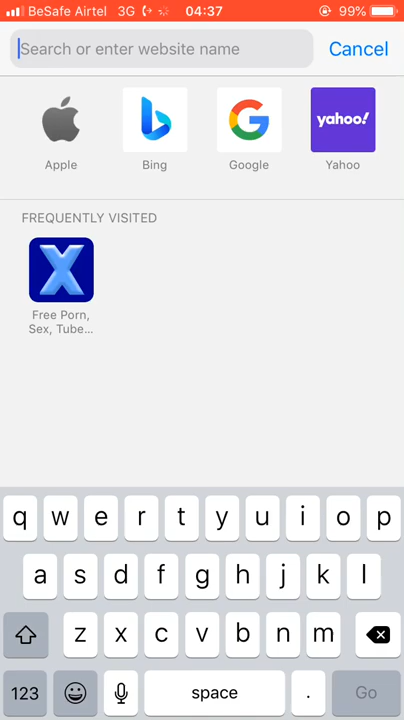 BeSafe Airtel 3G 04:37 99%
Search or enter website name Cancel
yahoo!
Apple Bing Google Yahoo
FREQUENTLY VISITED
X
Free Porn,
Sex, Tube...
q w e r t y u i o p
a s d f g h j k l
z x c v b n m
123 space . Go